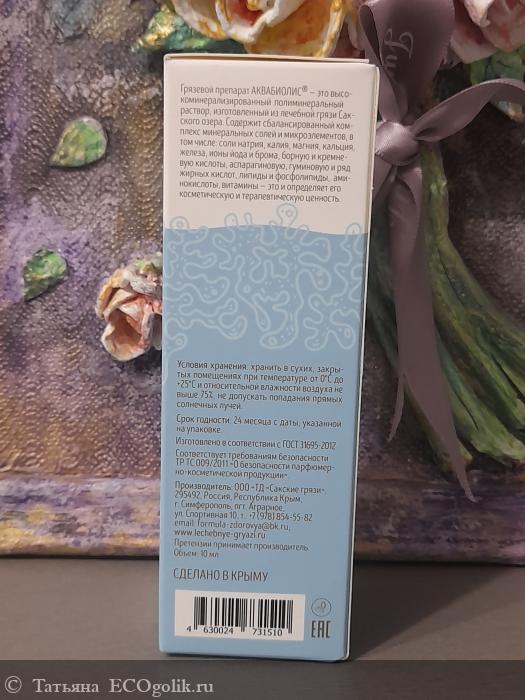 Грязевой препарат АКВАБИОЛИС® – это высо-
коминерализированный полиминеральный
раствор, изготовленный из лечебной грязи Сак-
ского озера. Содержит сбалансированный ком-
плекс минеральных солей и микроэлементов, в
том числе: соли натрия, калия, магния, кальция,
железа, ионы йода и брома, борную и кремне-
вую кислоты, аспарагиновую, гуминовую и ряд
жирных кислот, липиды и фосфолипиды, ами-
нокислоты, витамины – это и определяет его
косметическую и терапевтическую ценность.
Условия хранения: хранить в сухих, закры-
тых помещениях при температуре от 0°С до
+25°С и относительной влажности воздуха не
выше 75%, не допускать попадания прямых
солнечных лучей.
Срок годности: 24 месяца с даты, указанной
на упаковке.
Изготовлено в соответствии с ГОСТ 31695-2012
Соответствует требованиям безопасности
ТР ТС 009/2011 «О безопасности парфюмер-
но-косметической продукции»
Производитель: ООО «ТД «Сакские грязи»,
295492, Россия, Республика Крым,
г. Симферополь, пгт. Аграрное,
ул. Спортивная 10, т. +7 (978) 854-55-82
email: formula-zdorovya@bk.ru,
www.lechebnye-gryazi.ru
Претензии принимает производитель.
Объем: 10 мл
СДЕЛАНО В КРЫМУ
4 630024 731510
EAC
© Татьяна ECOgolik.ru